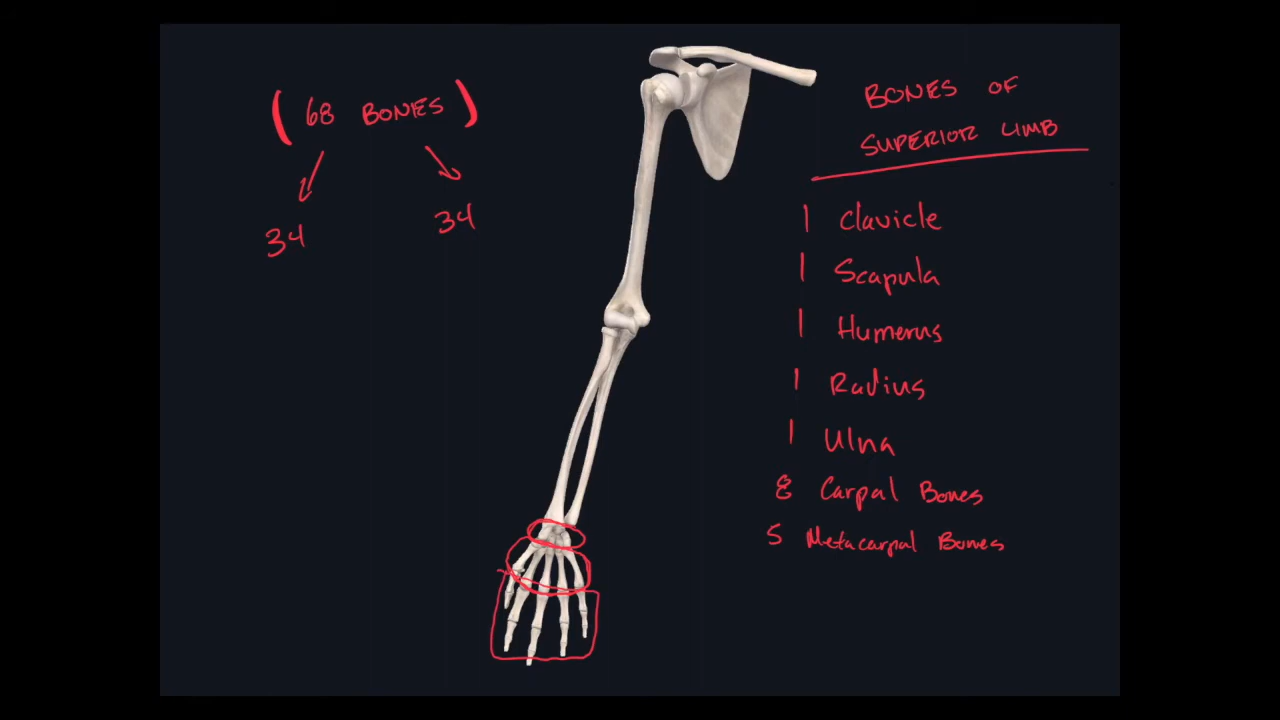 ( 68 BONES )
34
34
BONES OF
SUPERIOR LIMB
1 Clavicle
1 Scapula
1 Humerus
1 Radius
1 Ulna
8 Carpal Bones
5 Metacarpal Bones